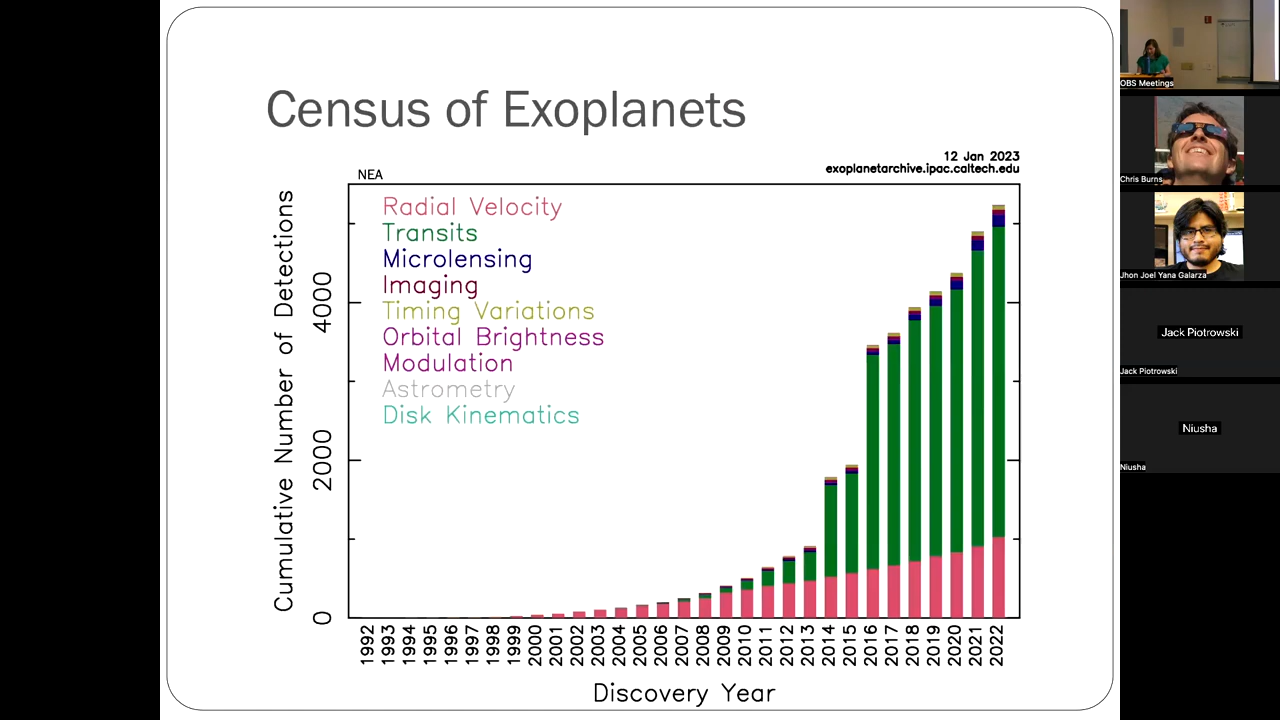 Census of Exoplanets
12 Jan 2023
exoplanetarchive.ipac.caltech.edu
NEA
Radial Velocity
Transits
Microlensing
Imaging
Timing Variations
Orbital Brightness
Modulation
Astrometry
Disk Kinematics
Cumulative Number of Detections
4000
2000
0
1992 1993 1994 1995 1996 1997 1998 1999 2000 2001 2002 2003 2004 2005 2006 2007 2008 2009 2010 2011 2012 2013 2014 2015 2016 2017 2018 2019 2020 2021 2022
Discovery Year
OBS Meetings
Chris Burns
Jhon Joel Yana Galarza
Jack Piotrowski
Jack Piotrowski
Niusha
Niusha